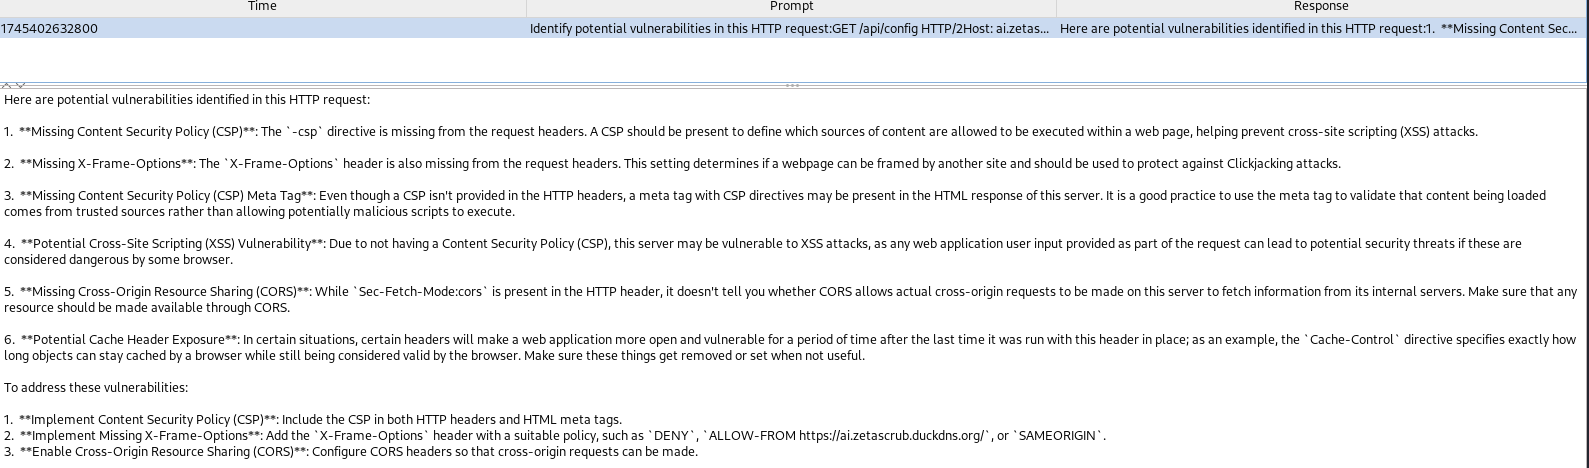 Time Prompt Response
1745402632800 Identify potential vulnerabilities in this HTTP request:GET /api/config HTTP/2Host: ai.zetas... Here are potential vulnerabilities identified in this HTTP request:1.  **Missing Content Sec...
Here are potential vulnerabilities identified in this HTTP request:
1.  **Missing Content Security Policy (CSP)**: The `-csp` directive is missing from the request headers. A CSP should be present to define which sources of content are allowed to be executed within a web page, helping prevent cross-site scripting (XSS) attacks.
2.  **Missing X-Frame-Options**: The `X-Frame-Options` header is also missing from the request headers. This setting determines if a webpage can be framed by another site and should be used to protect against Clickjacking attacks.
3.  **Missing Content Security Policy (CSP) Meta Tag**: Even though a CSP isn't provided in the HTTP headers, a meta tag with CSP directives may be present in the HTML response of this server. It is a good practice to use the meta tag to validate that content being loaded
comes from trusted sources rather than allowing potentially malicious scripts to execute.
4.  **Potential Cross-Site Scripting (XSS) Vulnerability**: Due to not having a Content Security Policy (CSP), this server may be vulnerable to XSS attacks, as any web application user input provided as part of the request can lead to potential security threats if these are
considered dangerous by some browser.
5.  **Missing Cross-Origin Resource Sharing (CORS)**: While `Sec-Fetch-Mode:cors` is present in the HTTP header, it doesn't tell you whether CORS allows actual cross-origin requests to be made on this server to fetch information from its internal servers. Make sure that any
resource should be made available through CORS.
6.  **Potential Cache Header Exposure**: In certain situations, certain headers will make a web application more open and vulnerable for a period of time after the last time it was run with this header in place; as an example, the `Cache-Control` directive specifies exactly how
long objects can stay cached by a browser while still being considered valid by the browser. Make sure these things get removed or set when not useful.
To address these vulnerabilities:
1.  **Implement Content Security Policy (CSP)**: Include the CSP in both HTTP headers and HTML meta tags.
2.  **Implement Missing X-Frame-Options**: Add the `X-Frame-Options` header with a suitable policy, such as `DENY`, `ALLOW-FROM https://ai.zetascrub.duckdns.org/`, or `SAMEORIGIN`.
3.  **Enable Cross-Origin Resource Sharing (CORS)**: Configure CORS headers so that cross-origin requests can be made.